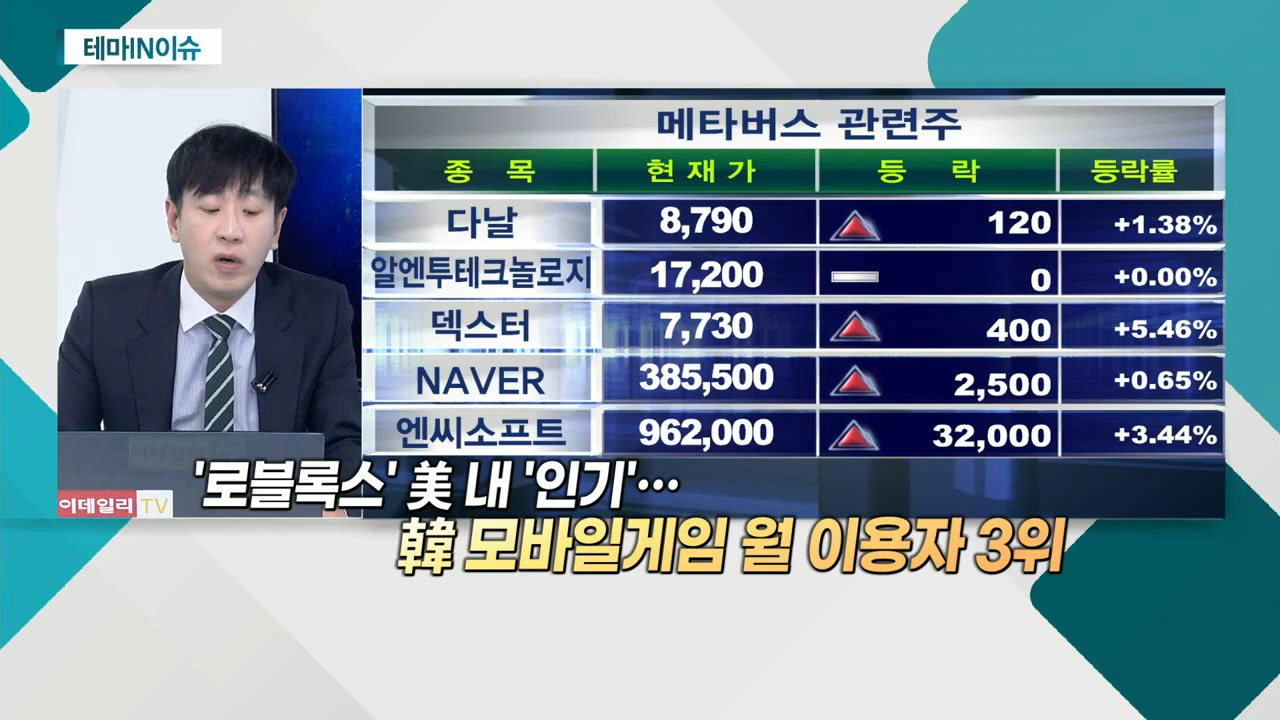 테마IN이슈
메타버스 관련주
종 목 현 재 가 등 락 등락률
다날 8,790 120 +1.38%
알엔투테크놀로지 17,200 0 +0.00%
덱스터 7,730 400 +5.46%
NAVER 385,500 2,500 +0.65%
엔씨소프트 962,000 32,000 +3.44%
'로블록스' 美 내 '인기'…
이데일리 TV
韓 모바일게임 월 이용자 3위